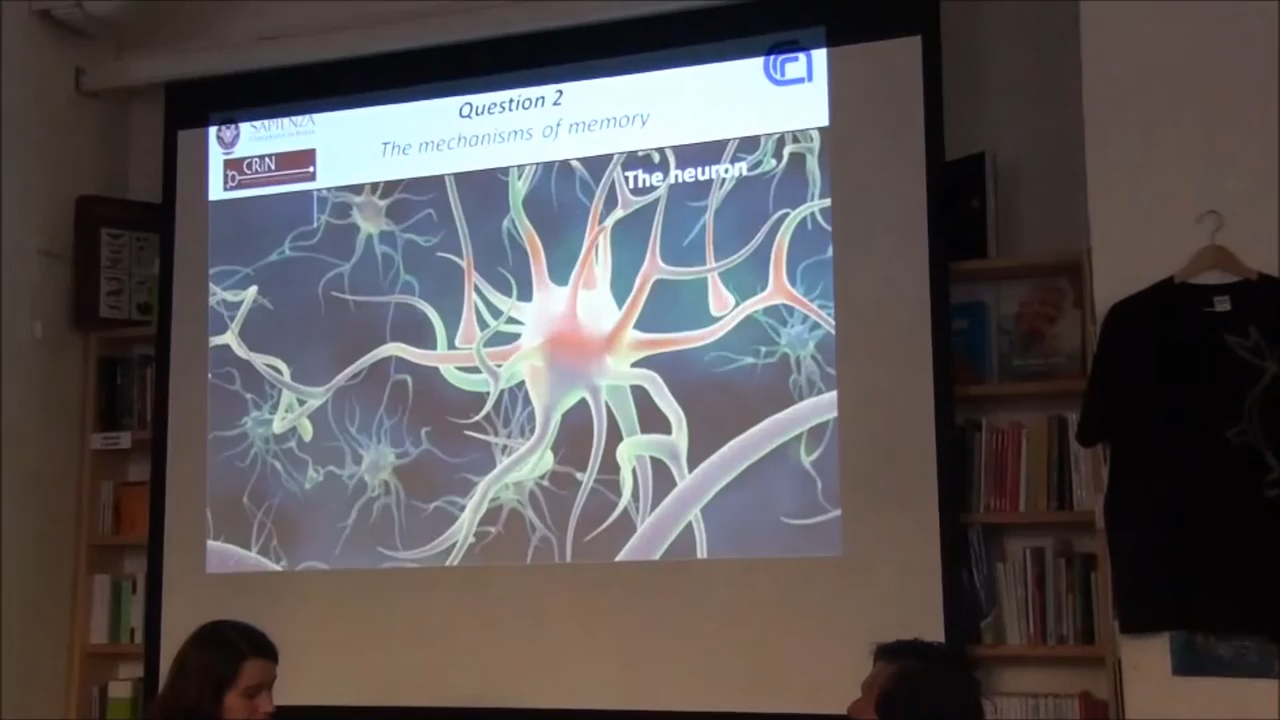 Question 2
The mechanisms of memory
SAPIENZA
CRiN
The neuron